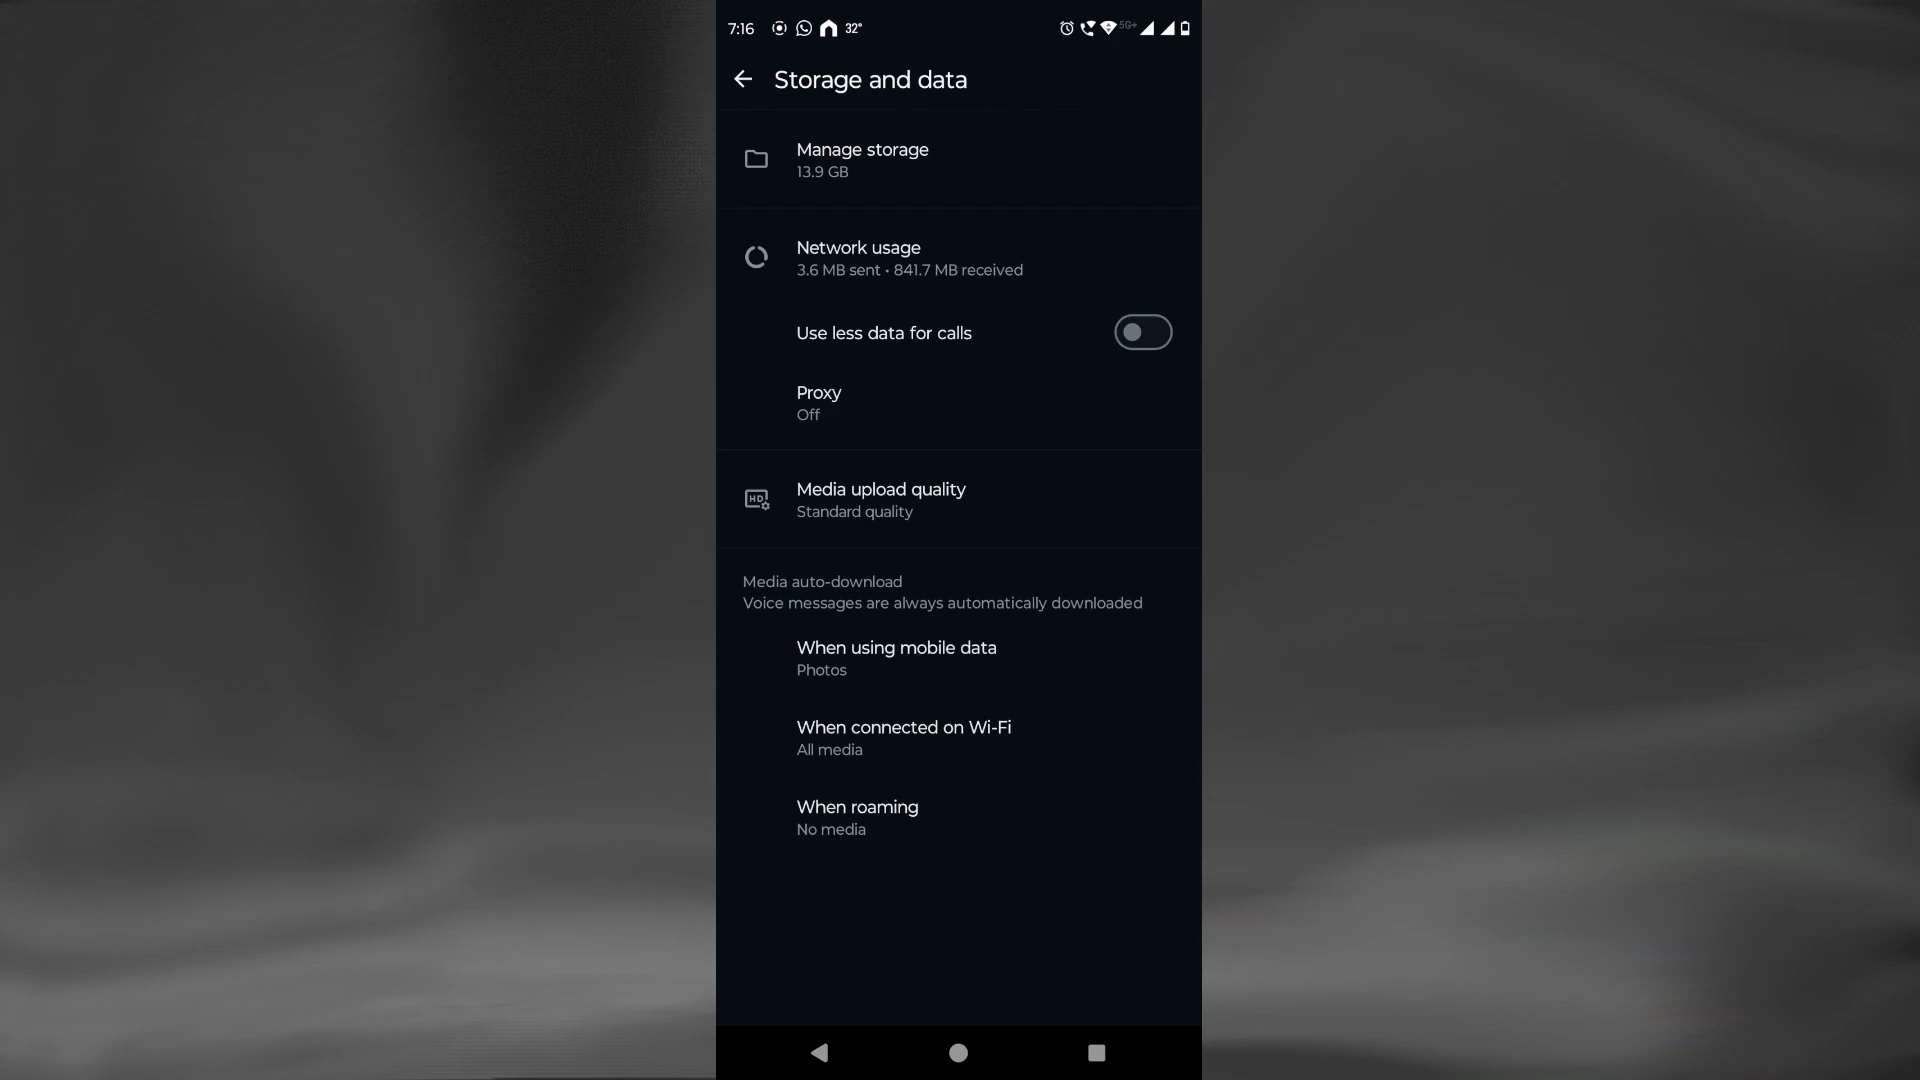 7:16 32° 5G+
Storage and data
Manage storage
13.9 GB
Network usage
3.6 MB sent • 841.7 MB received
Use less data for calls
Proxy
Off
HD
Media upload quality
Standard quality
Media auto-download
Voice messages are always automatically downloaded
When using mobile data
Photos
When connected on Wi-Fi
All media
When roaming
No media